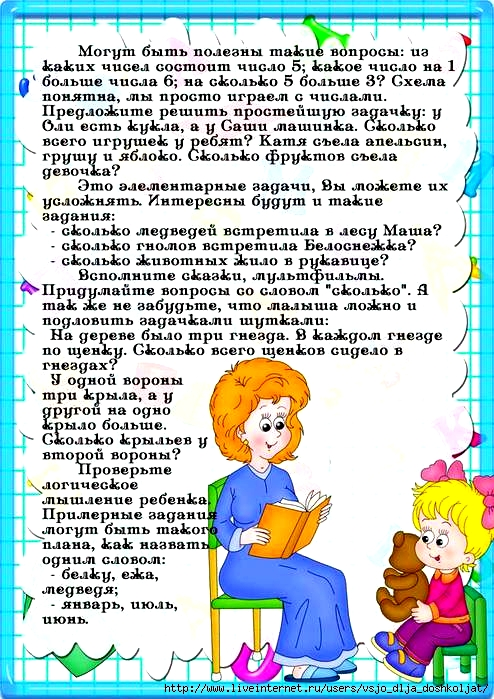 Могут быть полезны такие вопросы: из
каких чисел состоит число 5; какое число на 1
больше числа 6; на сколько 5 больше 3? Схема
понятна, мы просто играем с числами.
Предложите решить простейшую задачку: у
Оли есть кукла, а у Саши машинка. Сколько
всего игрушек у ребят? Катя съела апельсин,
грушу и яблоко. Сколько фруктов съела
девочка?
Это элементарные задачи, Вы можете их
усложнять. Интересны будут и такие
задания:
- сколько медведей встретила в лесу Маша?
- сколько гномов встретила Белоснежка?
- сколько животных жило в рукавице?
Вспомните сказки, мультфильмы.
Придумайте вопросы со словом "сколько". А
так же не забудьте, что малыша можно и
подловить задачками шутками:
На дереве было три гнезда. В каждом гнезде
по щенку. Сколько всего щенков сидело в
гнездах?
У одной вороны
три крыла, а у
другой на одно
крыло больше.
Сколько крыльев у
второй вороны?
Проверьте
логическое
мышление ребенка.
Примерные задания
могут быть такого
плана, как назвать
одним словом:
- белку, ежа,
медведя;
- январь, июль,
июнь.
http://www.liveinternet.ru/users/vsjo_dlja_doshkoljat/